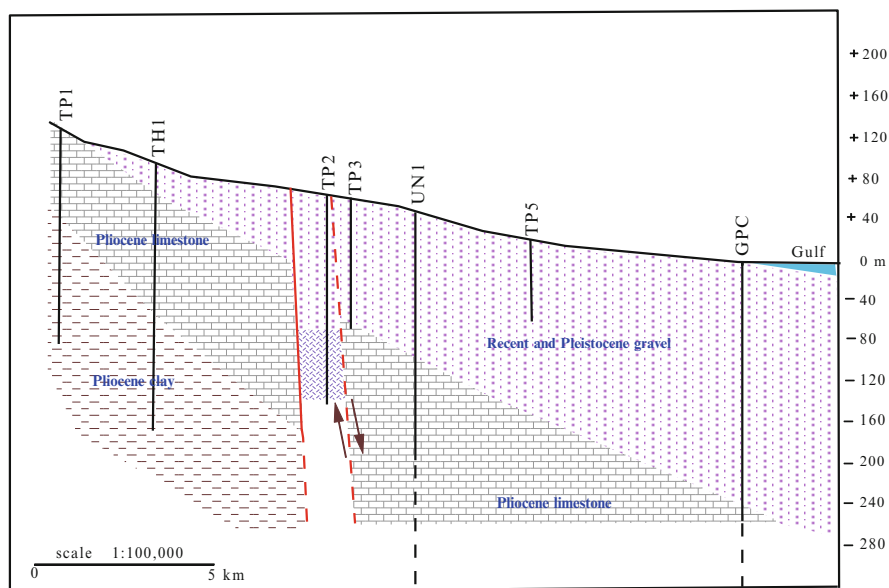 + 200
+ 160
+ 120
+ 80
+ 40
0 m
40
80
120
160
200
240
280
TP1
TH1
TP2
TP3
UN1
TP5
GPC
Gulf
Pliocene limestone
Recent and Pleistocene gravel
Pliocene clay
Pliocene limestone
scale 1:100,000
0 5 km